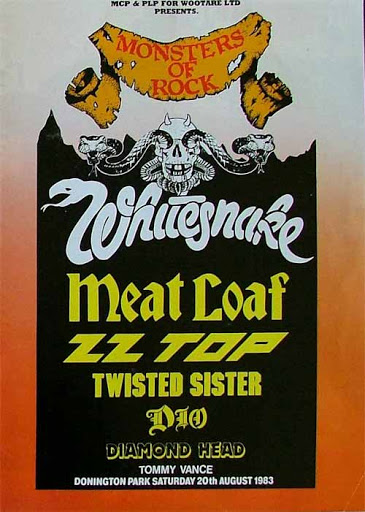 MCP & PLP FOR WOOTARE LTD
PRESENTS.
MONSTERS
OF
ROCK
Whitesnake
Meat Loaf
ZZ TOP
TWISTED SISTER
DIO
DIAMOND HEAD
TOMMY VANCE
DONINGTON PARK SATURDAY 20th AUGUST 1983